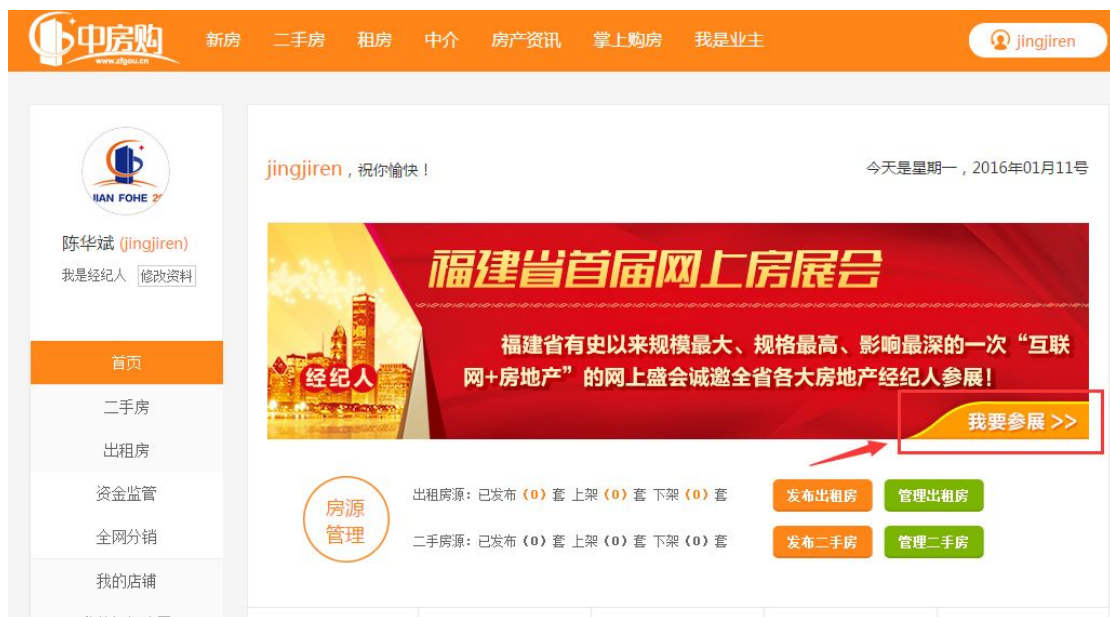 中房购
www.zfgou.cn
新房 二手房 租房 中介 房产资讯 掌上购房 我是业主
jingjiren
陈华斌 (jingjiren)
我是经纪人 修改资料
首页
二手房
出租房
资金监管
全网分销
我的店铺
jingjiren，祝你愉快！
今天是星期一，2016年01月11号
福建省首届网上房展会
福建省有史以来规模最大、规格最高、影响最深的一次“互联
网+房地产”的网上盛会诚邀全省各大房地产经纪人参展！
经纪人
我要参展 >>
房源
管理
出租房源：已发布（0）套 上架（0）套 下架（0）套
发布出租房 管理出租房
二手房源：已发布（0）套 上架（0）套 下架（0）套
发布二手房 管理二手房